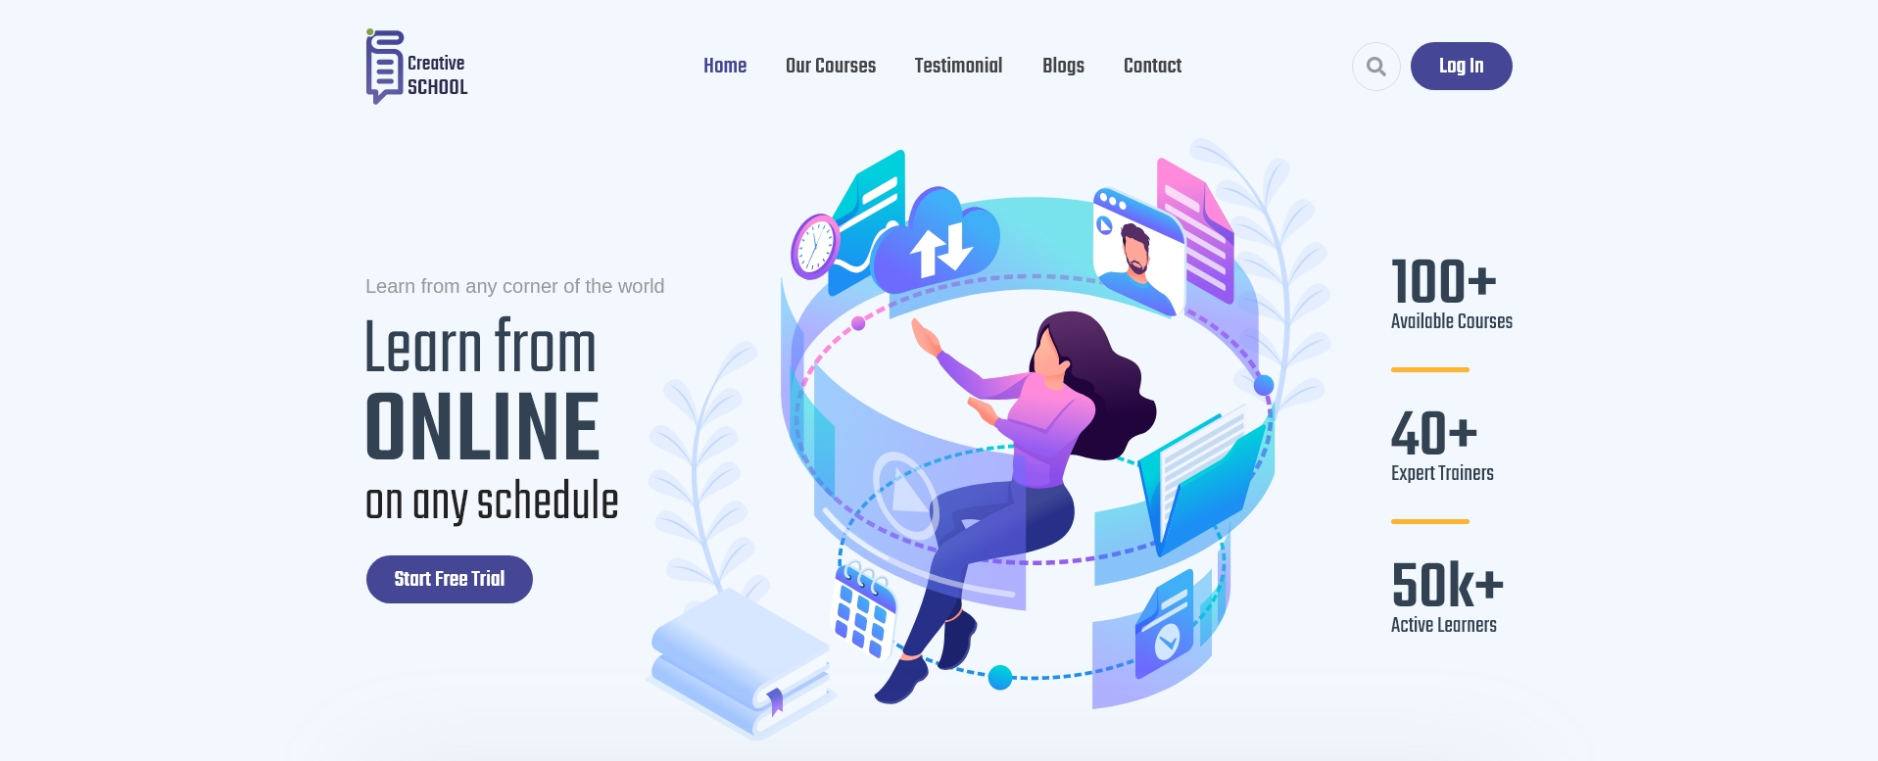 Creative
SCHOOL
Home
Our Courses
Testimonial
Blogs
Contact
Log In
Learn from any corner of the world
Learn from
ONLINE
on any schedule
Start Free Trial
100+
Available Courses
40+
Expert Trainers
50k+
Active Learners